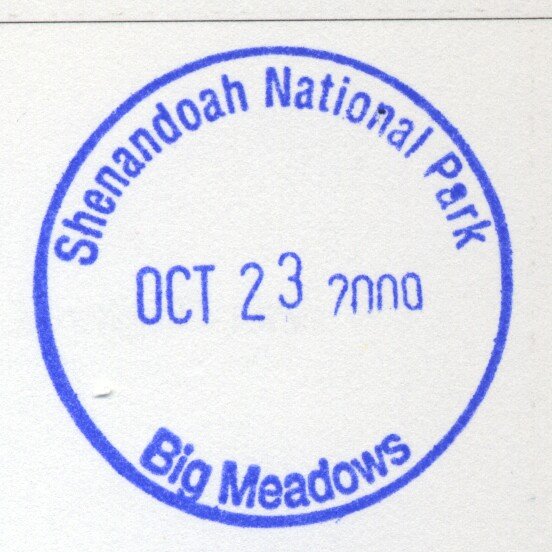 Shenandoah National Park
OCT 23 2000
Big Meadows